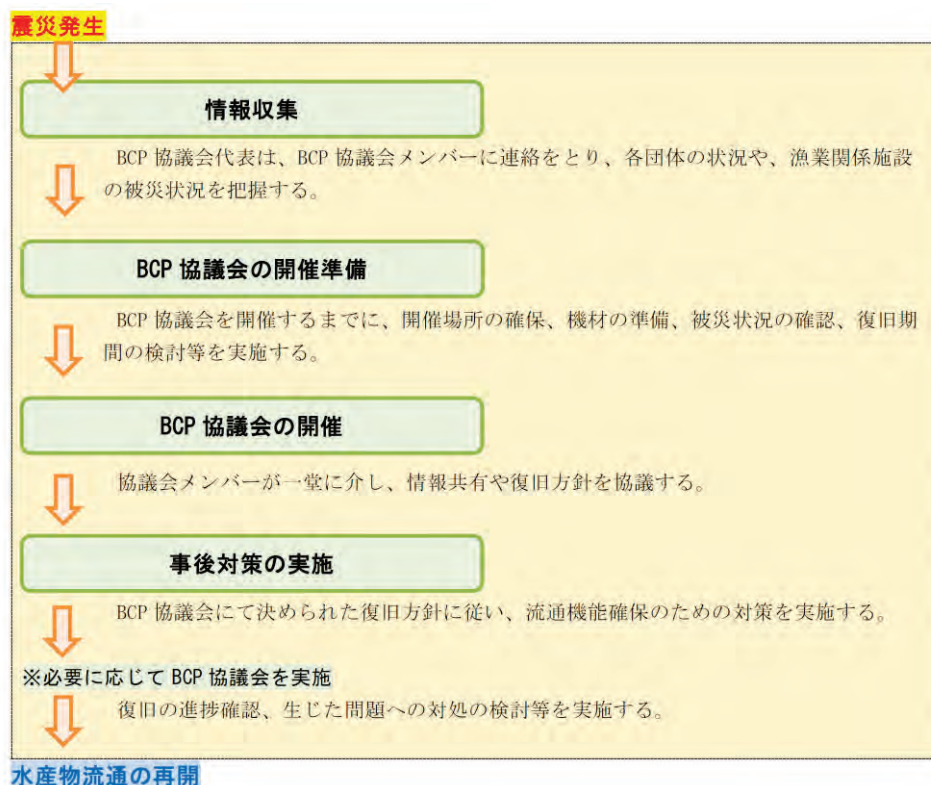 震災発生
情報収集
BCP 協議会代表は、BCP 協議会メンバーに連絡をとり、各団体の状況や、漁業関係施設
の被災状況を把握する。
BCP 協議会の開催準備
BCP 協議会を開催するまでに、開催場所の確保、機材の準備、被災状況の確認、復旧期
間の検討等を実施する。
BCP 協議会の開催
協議会メンバーが一堂に介し、情報共有や復旧方針を協議する。
事後対策の実施
BCP 協議会にて決められた復旧方針に従い、流通機能確保のための対策を実施する。
※必要に応じて BCP 協議会を実施
復旧の進捗確認、生じた問題への対処の検討等を実施する。
水産物流通の再開